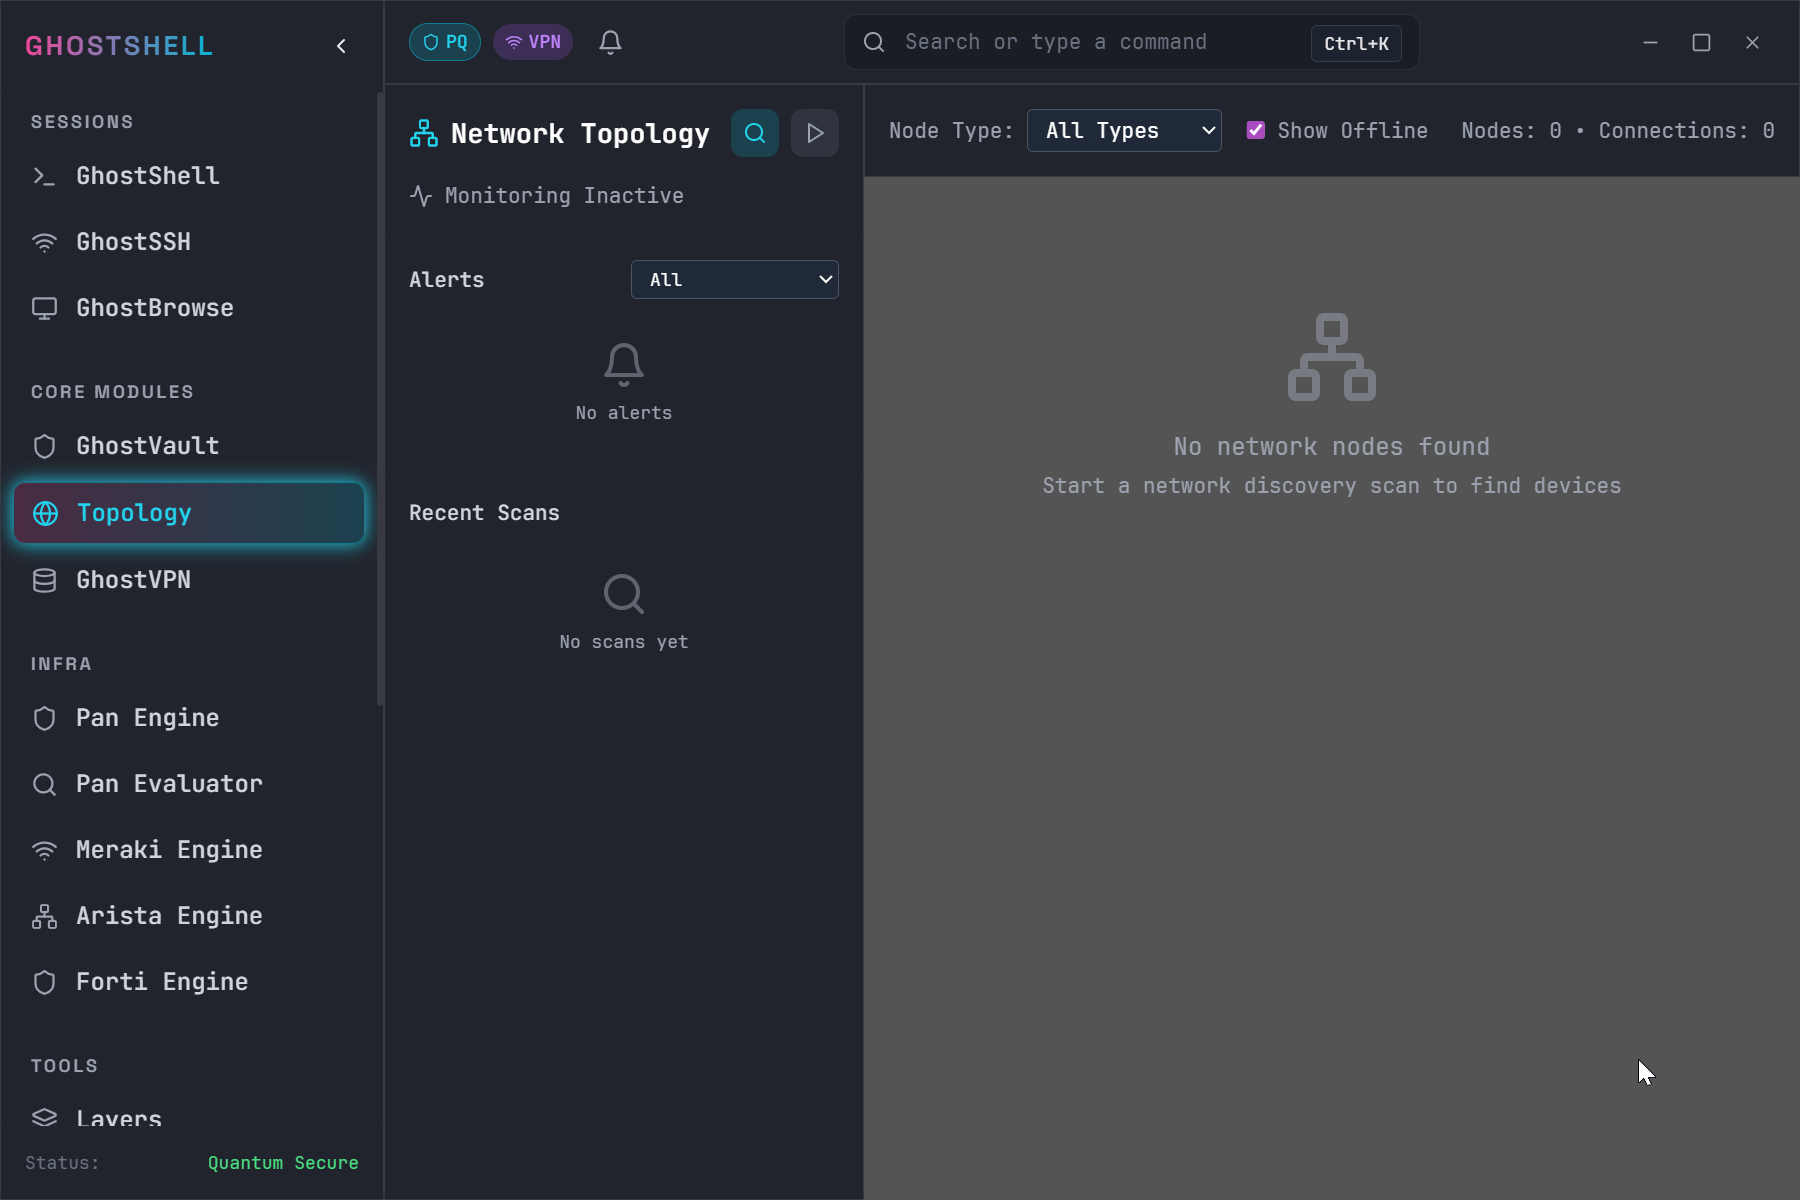 GHOSTSHELL
SESSIONS
GhostShell
GhostSSH
GhostBrowse
CORE MODULES
GhostVault
Topology
GhostVPN
INFRA
Pan Engine
Pan Evaluator
Meraki Engine
Arista Engine
Forti Engine
TOOLS
Layers
Status: Quantum Secure
PQ VPN
Search or type a command Ctrl+K
Network Topology
Monitoring Inactive
Alerts All
No alerts
Recent Scans
No scans yet
Node Type: All Types Show Offline Nodes: 0 • Connections: 0
No network nodes found
Start a network discovery scan to find devices